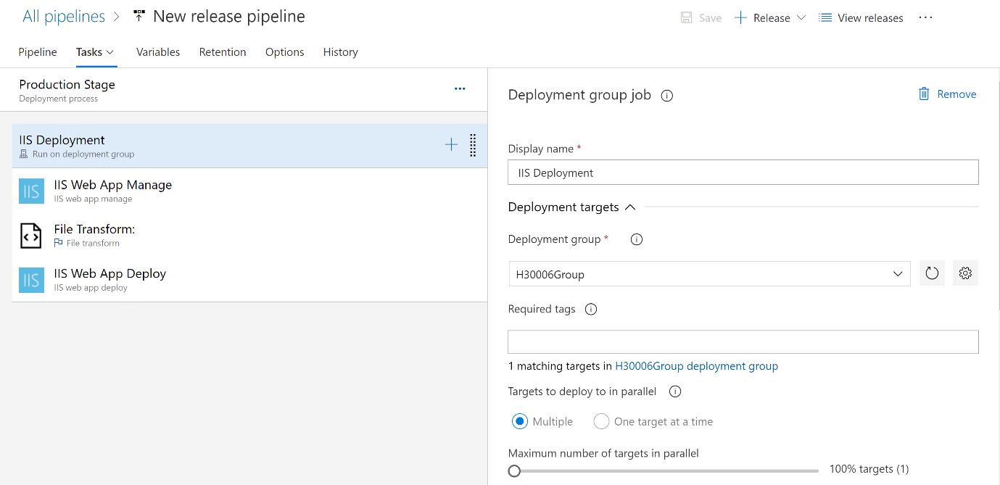 All pipelines > New release pipeline
Save Release View releases ...
Pipeline Tasks Variables Retention Options History
Production Stage
Deployment process
IIS Deployment
Run on deployment group
IIS IIS Web App Manage
IIS web app manage
File Transform:
File transform
IIS IIS Web App Deploy
IIS web app deploy
Deployment group job
Remove
Display name *
IIS Deployment
Deployment targets
Deployment group *
H30006Group
Required tags
1 matching targets in H30006Group deployment group
Targets to deploy to in parallel
Multiple One target at a time
Maximum number of targets in parallel
100% targets (1)